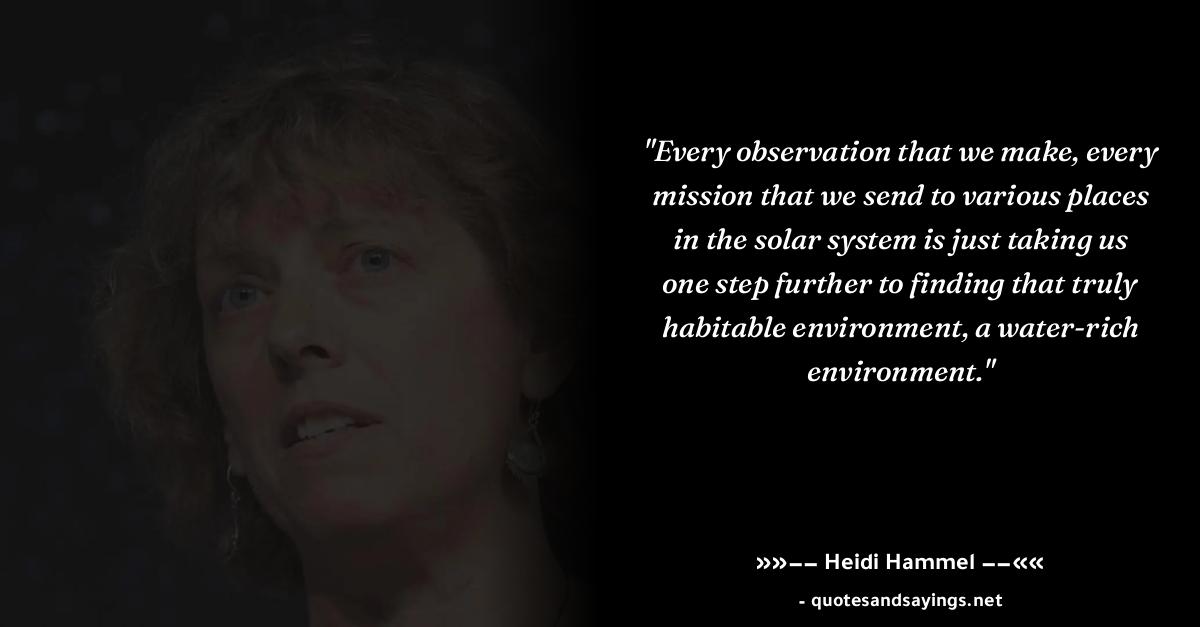 "Every observation that we make, every
mission that we send to various places
in the solar system is just taking us
one step further to finding that truly
habitable environment, a water-rich
environment."
»»−− Heidi Hammel −−««
- quotesandsayings.net